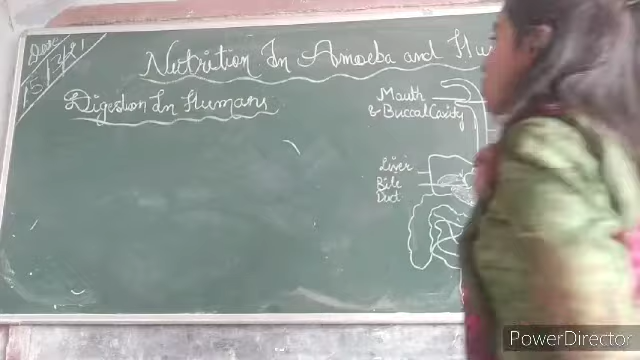 Date
15/3/21
Nutrition In Amoeba and Hu
Digestion In Humans
Mouth
& Buccal Cavity
Liver
Bile
Duct
PowerDirector